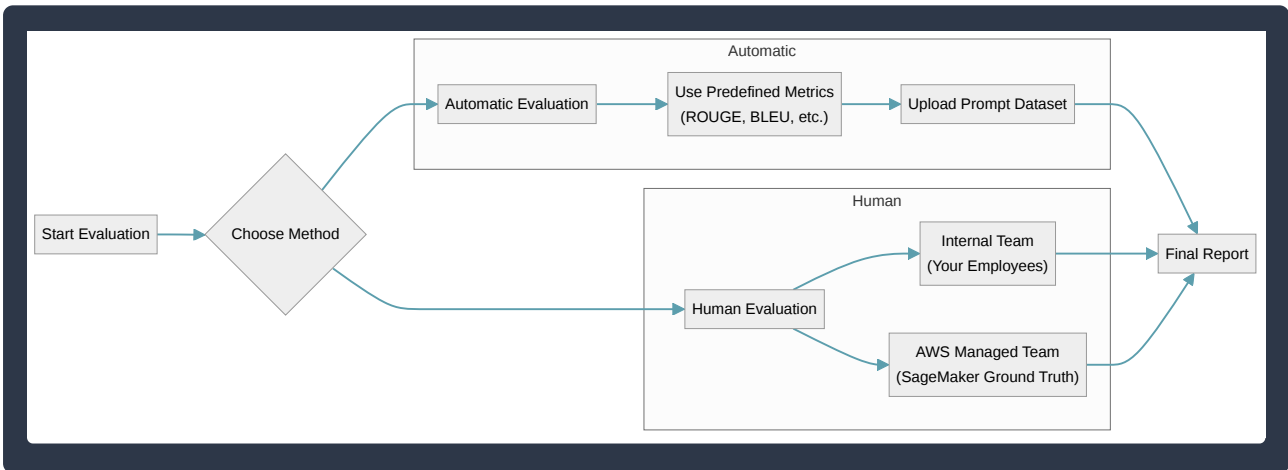 Automatic
Automatic Evaluation
Use Predefined Metrics
(ROUGE, BLEU, etc.)
Upload Prompt Dataset
Start Evaluation
Choose Method
Human
Human Evaluation
Internal Team
(Your Employees)
AWS Managed Team
(SageMaker Ground Truth)
Final Report